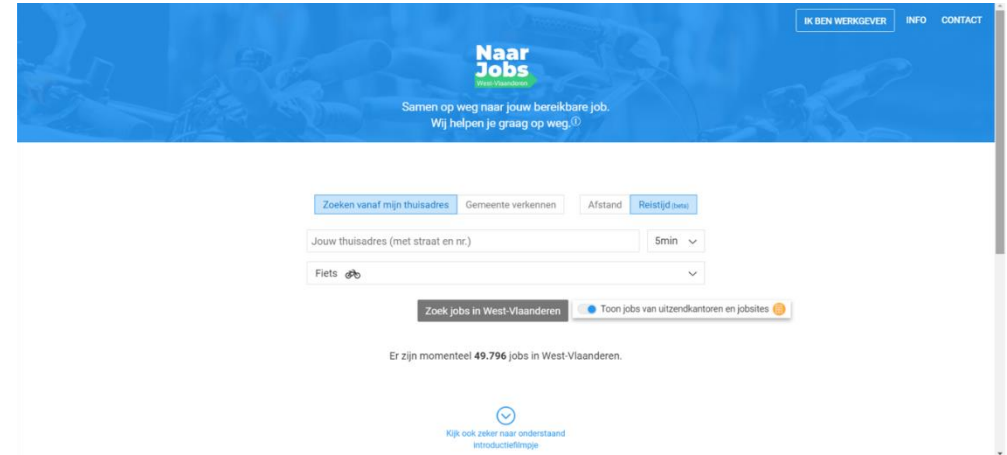 IK BEN WERKGEVER INFO CONTACT
Naar
Jobs
West-Vlaanderen
Samen op weg naar jouw bereikbare job.
Wij helpen je graag op weg.
Zoeken vanaf mijn thuisadres Gemeente verkennen Afstand Reistijd (beta)
Jouw thuisadres (met straat en nr.) 5min
Fiets
Zoek jobs in West-Vlaanderen Toon jobs van uitzendkantoren en jobsites
Er zijn momenteel 49.796 jobs in West-Vlaanderen.
Kijk ook zeker naar onderstaand
introductiefilmpje